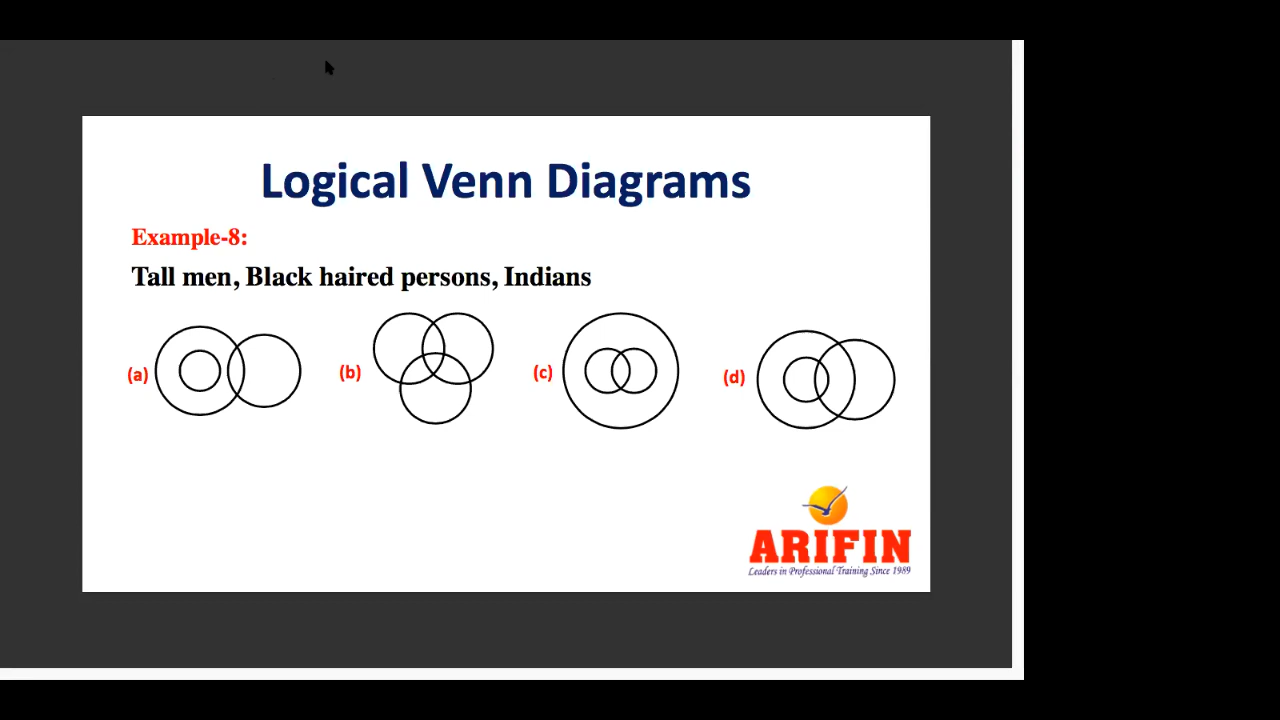 Logical Venn Diagrams
Example-8:
Tall men, Black haired persons, Indians
(a) (b) (c) (d)
ARIFIN
Leaders in Professional Training Since 1989